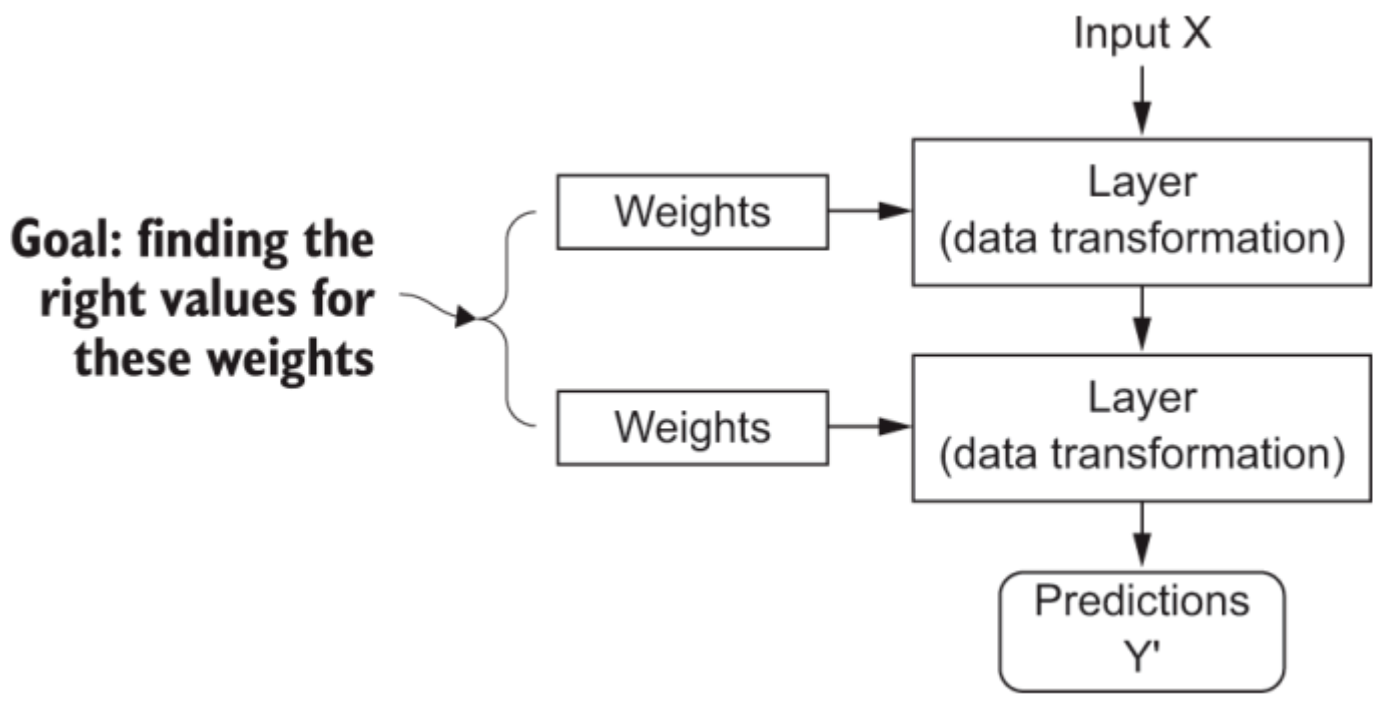 Input X
Weights
Layer
(data transformation)
Goal: finding the
right values for
these weights
Weights
Layer
(data transformation)
Predictions
Y'